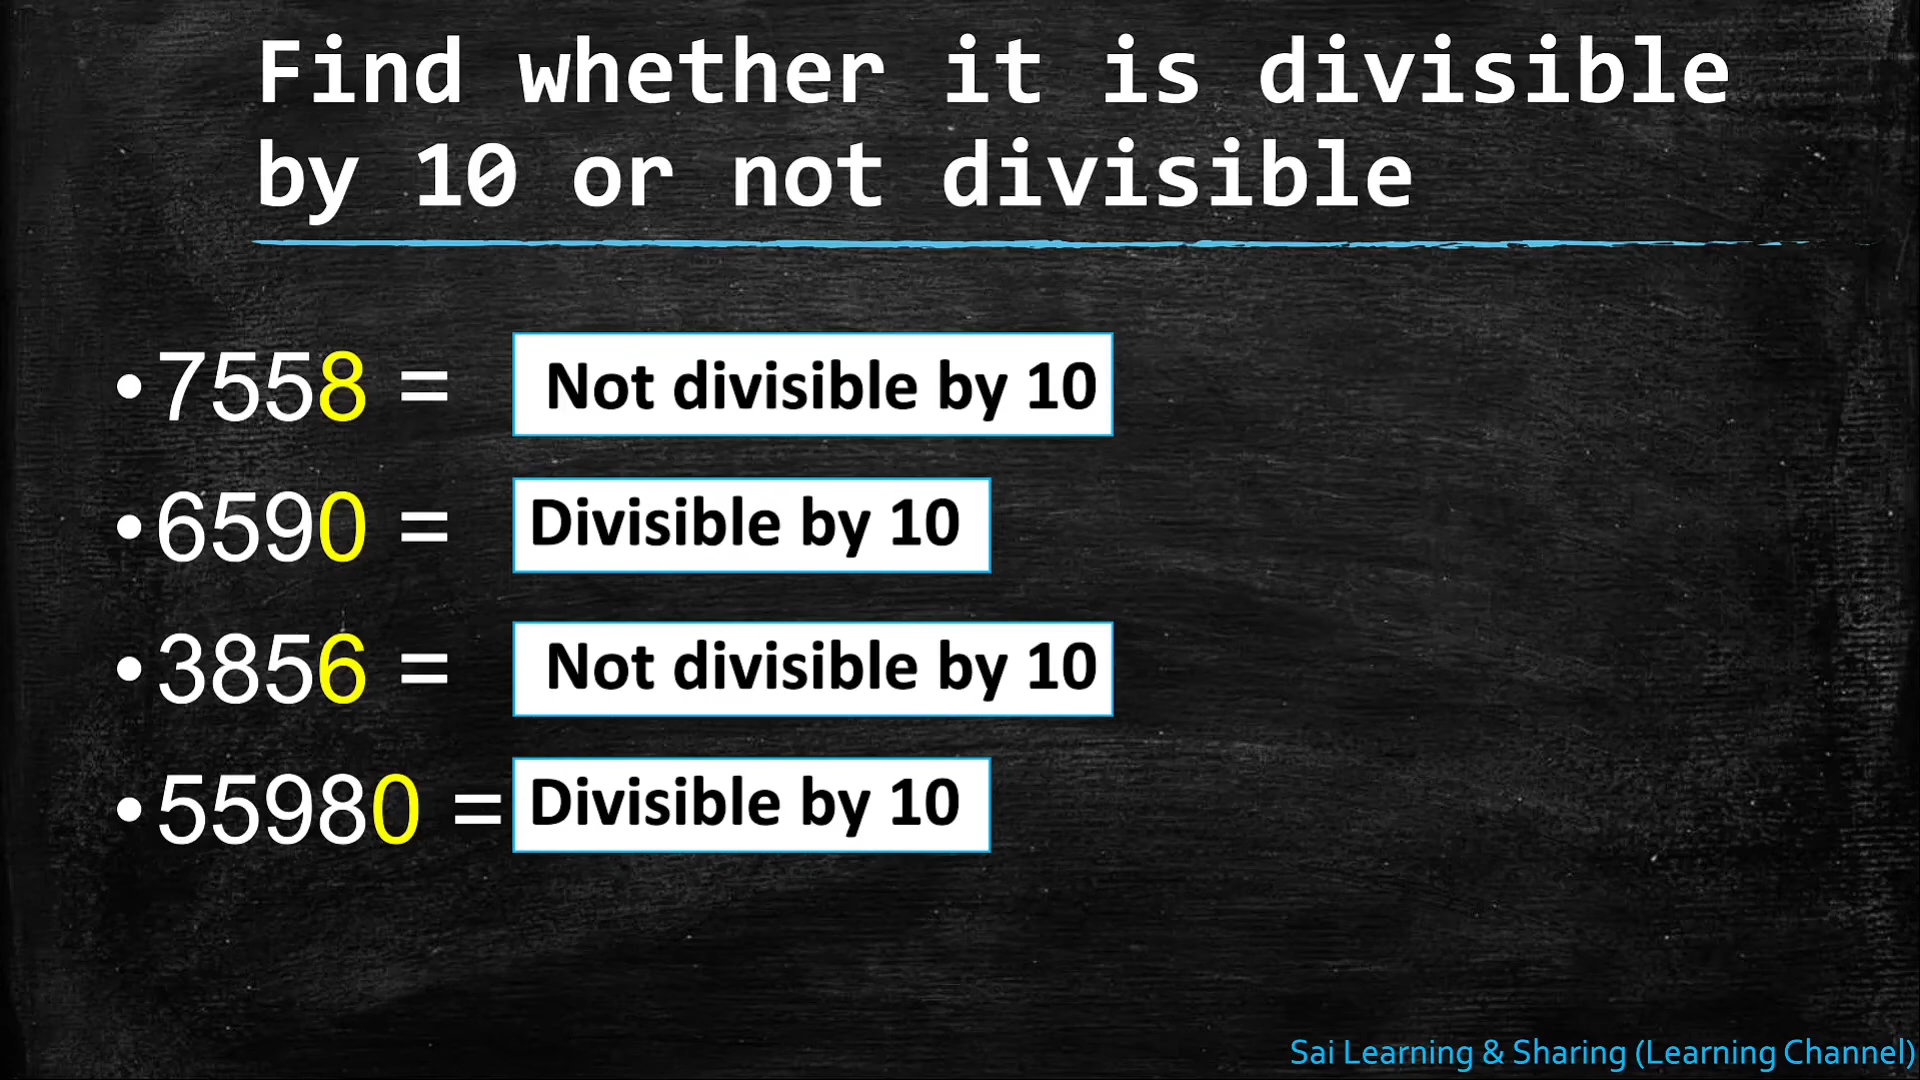 Find whether it is divisible
by 10 or not divisible
•7558 = Not divisible by 10
•6590 = Divisible by 10
•3856 = Not divisible by 10
•55980 = Divisible by 10
Sai Learning & Sharing (Learning Channel)